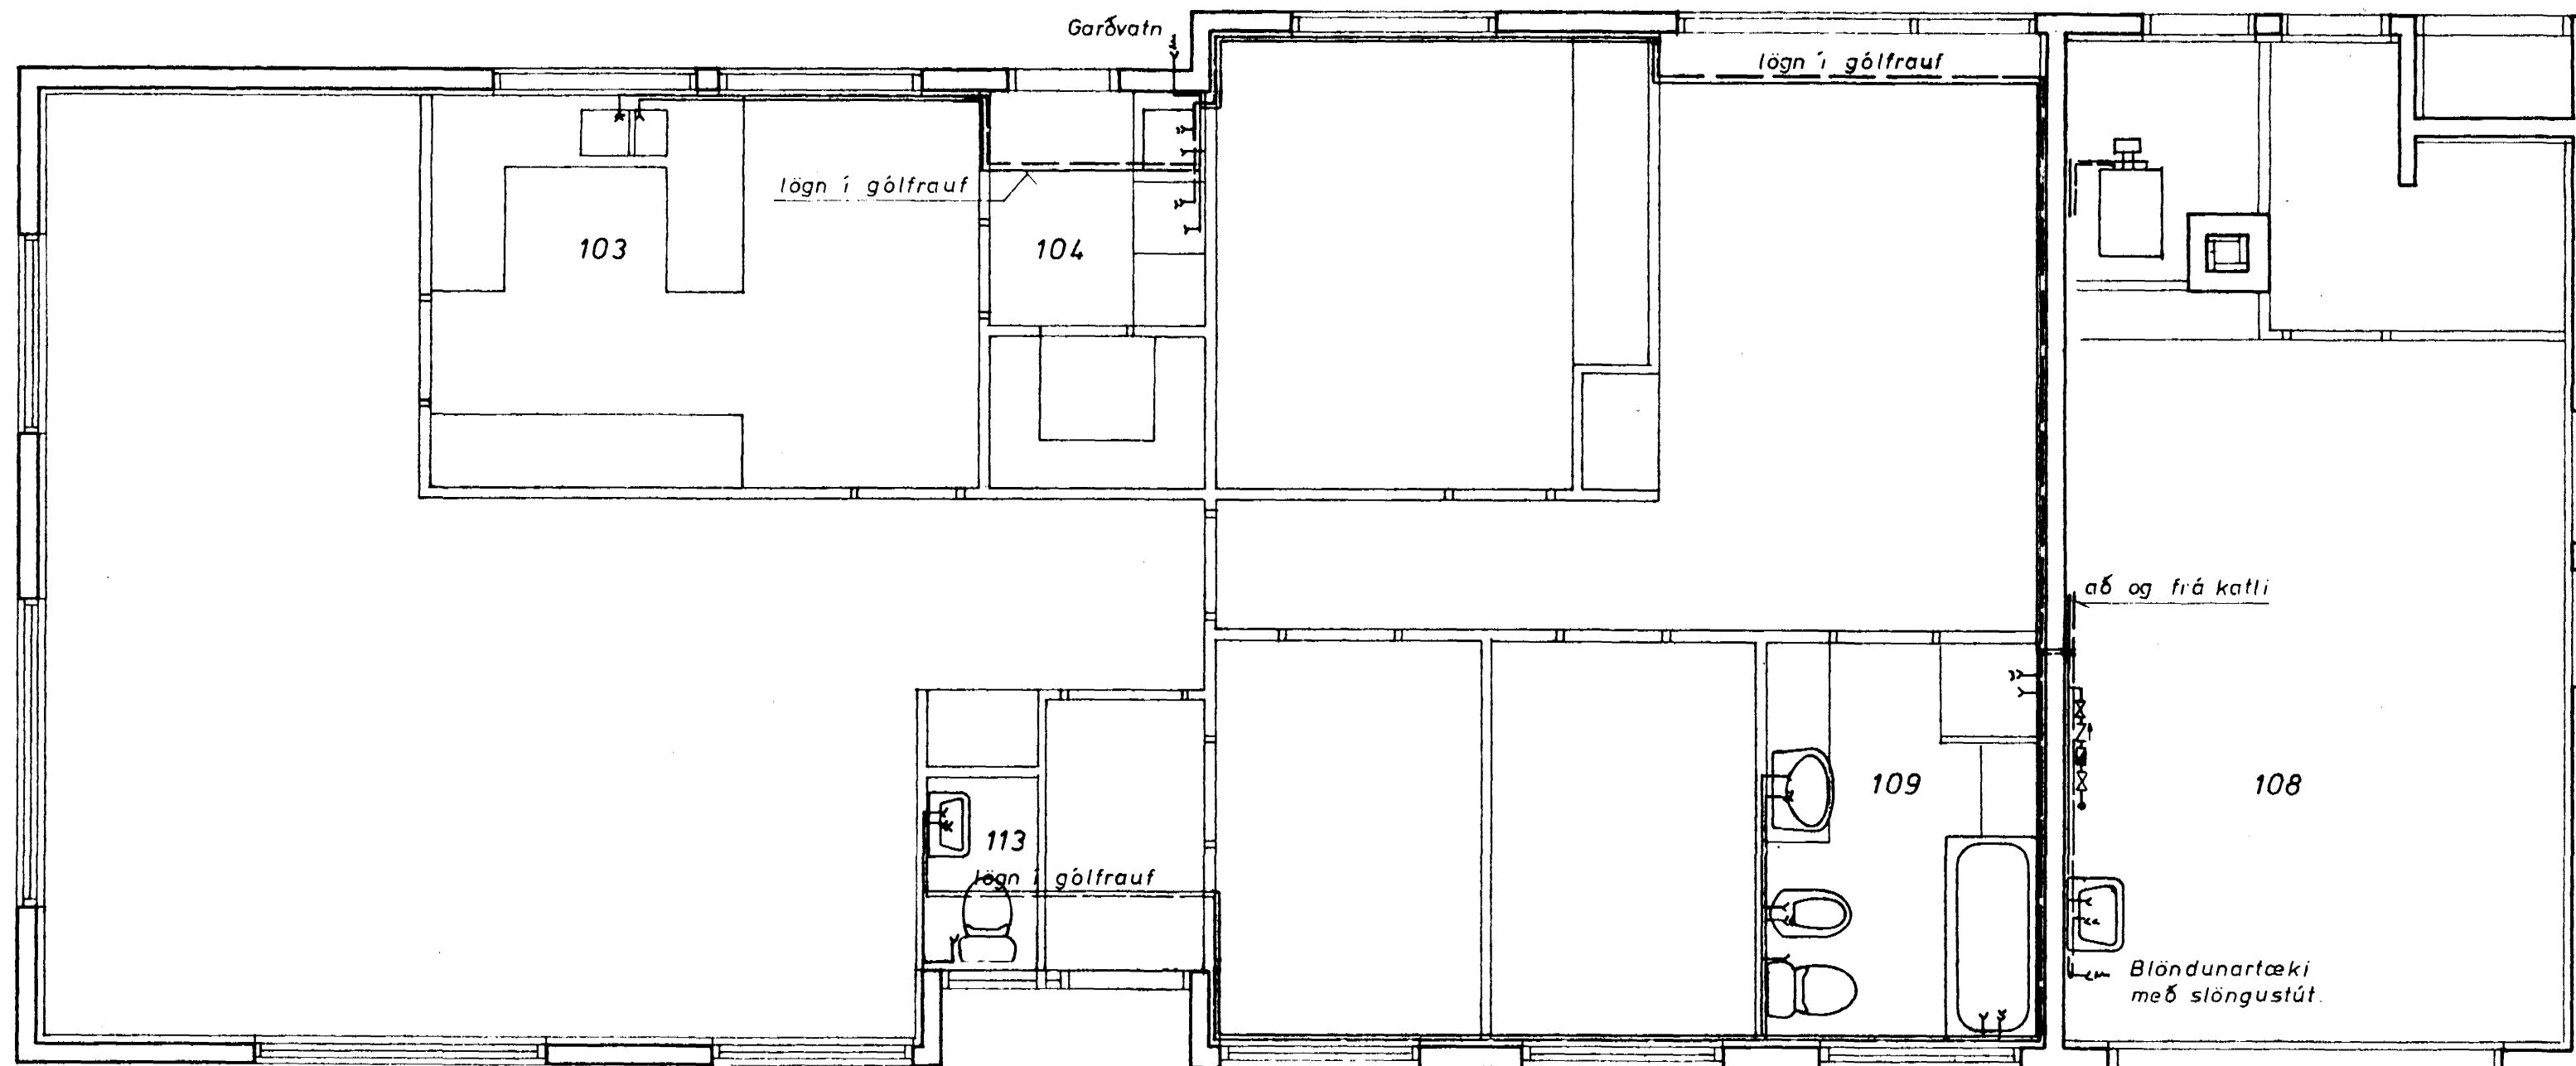 Garðvatn
lögn í gólfrauf
lögn í gólfrauf
103
104
að og frá katli
109
108
113
lögn í gólfrauf
Blöndunartæki
með slöngustút.